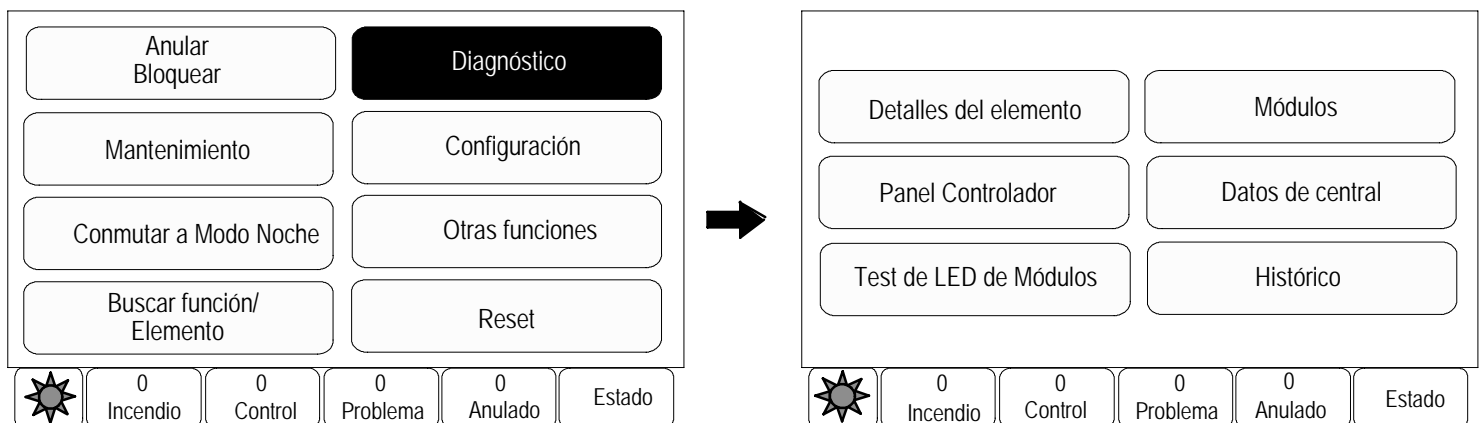 Anular
Bloquear
Diagnóstico
Mantenimiento
Configuración
Conmutar a Modo Noche
Otras funciones
Buscar función/
Elemento
Reset
0
Incendio
0
Control
0
Problema
0
Anulado
Estado
Detalles del elemento
Módulos
Panel Controlador
Datos de central
Test de LED de Módulos
Histórico
0
Incendio
0
Control
0
Problema
0
Anulado
Estado